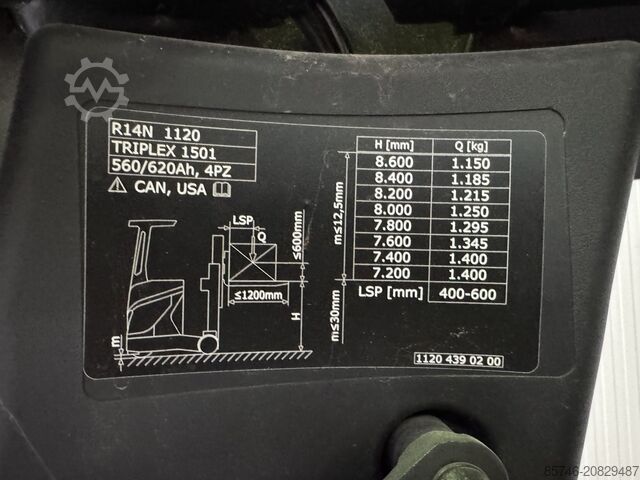 R14N 1120
TRIPLEX 1501
560/620Ah, 4PZ
CAN, USA
LSP
Q
≤600mm
≤1200mm
H
m
m≤12,5mm
m≤30mm
H [mm] Q [kg]
8.600 1.150
8.400 1.185
8.200 1.215
8.000 1.250
7.800 1.295
7.600 1.345
7.400 1.400
7.200 1.400
LSP [mm] 400-600
1120 439 02 00
85746-20829487